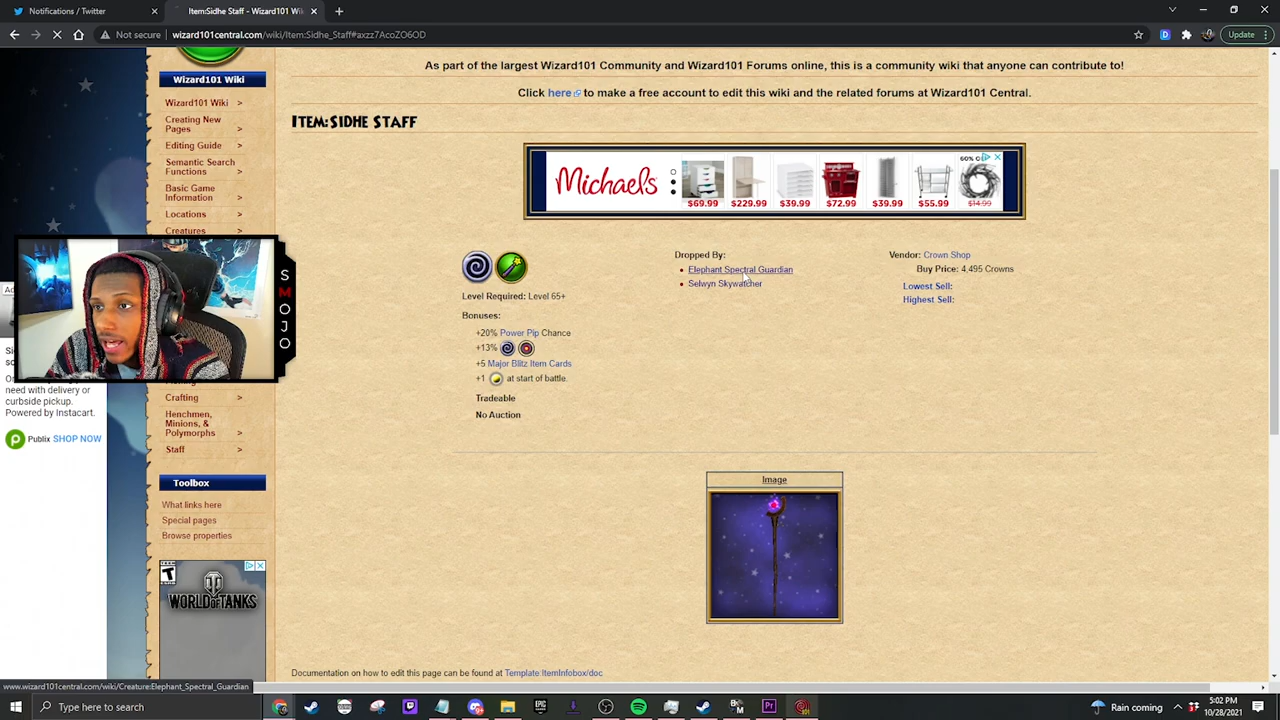 Notifications / Twitter
Item:Sidhe Staff - Wizard101 Wiki
Not secure
wizard101central.com/wiki/Item:Sidhe_Staff#axzz7AcoZO6OD
Update
As part of the largest Wizard101 Community and Wizard101 Forums online, this is a community wiki that anyone can contribute to!
Click here to make a free account to edit this wiki and the related forums at Wizard101 Central.
Wizard101 Wiki
Wizard101 Wiki >
Creating New
Pages >
Editing Guide >
Semantic Search
Functions >
Basic Game
Information >
Locations >
Creatures
Crafting >
Henchmen,
Minions, &
Polymorphs >
Staff >
Toolbox
What links here
Special pages
Browse properties
T
WORLD OF TANKS
Item:Sidhe Staff
Michaels
$69.99
$229.99
$39.99
$72.99
$39.99
$55.99
60% O
$14.99
Level Required: Level 65+
Bonuses:
+20% Power Pip Chance
+13%
+5 Major Blitz Item Cards
+1 at start of battle.
Tradeable
No Auction
Dropped By:
Elephant Spectral Guardian
Selwyn Skywatcher
Vendor: Crown Shop
Buy Price: 4,495 Crowns
Lowest Sell:
Highest Sell:
Image
Documentation on how to edit this page can be found at Template:ItemInfobox/doc
S
M
O
J
O
need with delivery or
curbside pickup.
Powered by Instacart.
Publix SHOP NOW
www.wizard101central.com/wiki/Creature:Elephant_Spectral_Guardian
Type here to search
Raining now
5:02 PM
10/28/2021